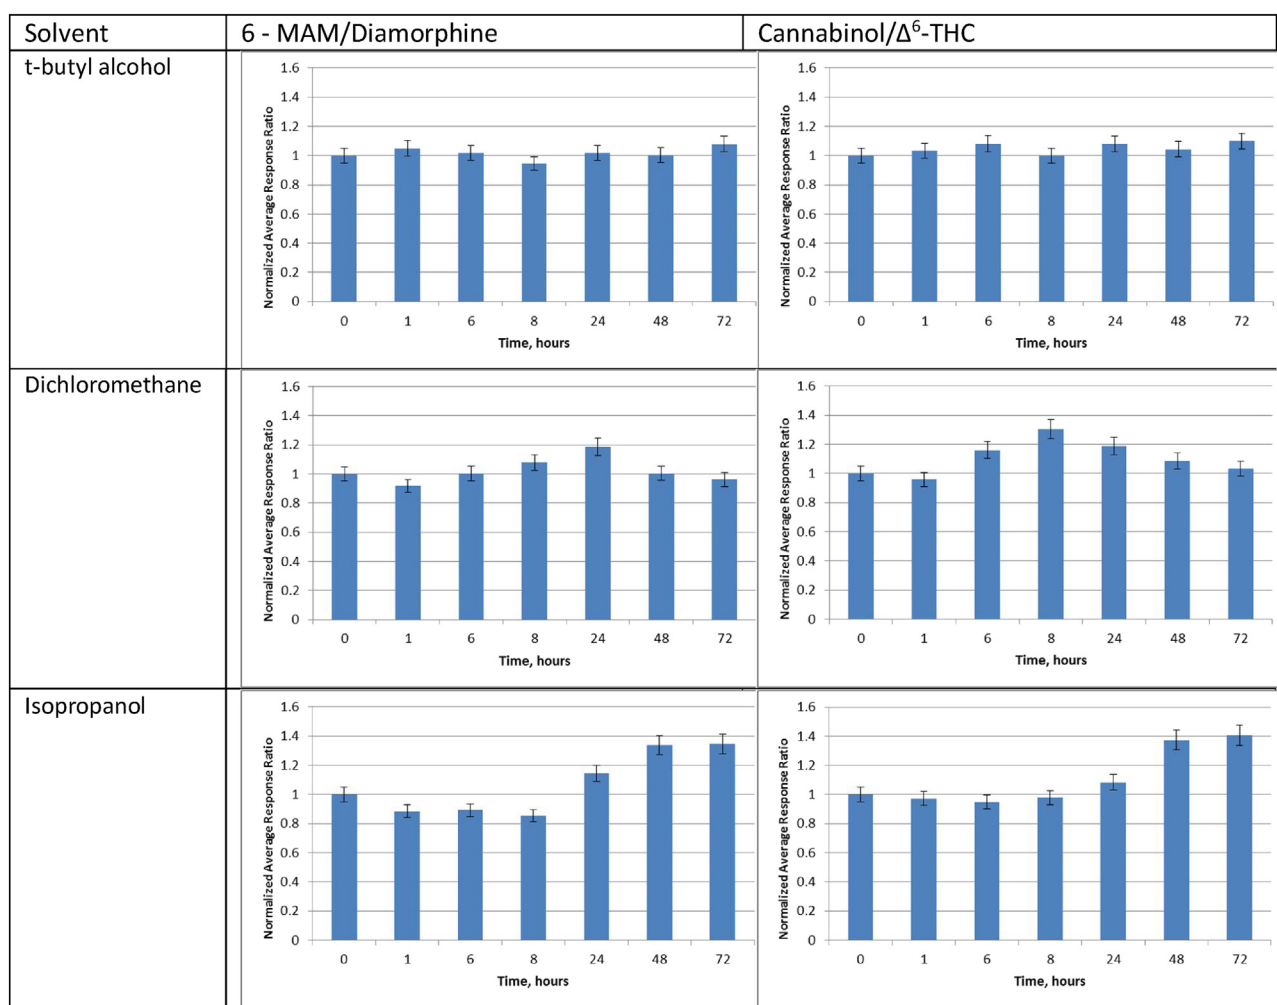 Solvent 6 - MAM/Diamorphine Cannabinol/Δ⁶-THC
t-butyl alcohol
Normalized Average Response Ratio
1.6
1.4
1.2
1
0.8
0.6
0.4
0.2
0
0 1 6 8 24 48 72
Time, hours
Normalized Average Response Ratio
1.6
1.4
1.2
1
0.8
0.6
0.4
0.2
0
0 1 6 8 24 48 72
Time, hours
Dichloromethane
Normalized Average Response Ratio
1.6
1.4
1.2
1
0.8
0.6
0.4
0.2
0
0 1 6 8 24 48 72
Time, hours
Normalized Average Response Ratio
1.6
1.4
1.2
1
0.8
0.6
0.4
0.2
0
0 1 6 8 24 48 72
Time, hours
Isopropanol
Normalized Average Response Ratio
1.6
1.4
1.2
1
0.8
0.6
0.4
0.2
0
0 1 6 8 24 48 72
Time, hours
Normalized Average Response Ratio
1.6
1.4
1.2
1
0.8
0.6
0.4
0.2
0
0 1 6 8 24 48 72
Time, hours